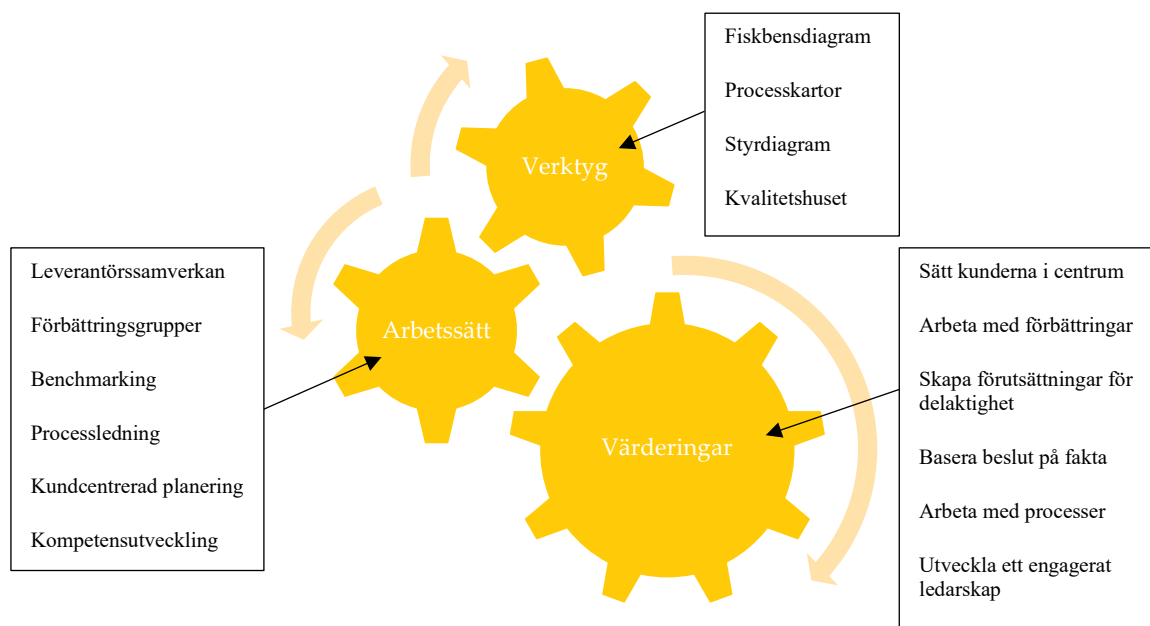 Fiskbensdiagram
Processkartor
Styrdiagram
Kvalitetshuset
Verktyg
Leverantörssamverkan
Förbättringsgrupper
Benchmarking
Processledning
Kundcentrerad planering
Kompetensutveckling
Arbetssätt
Sätt kunderna i centrum
Arbeta med förbättringar
Skapa förutsättningar för
delaktighet
Basera beslut på fakta
Arbeta med processer
Utveckla ett engagerat
ledarskap
Värderingar